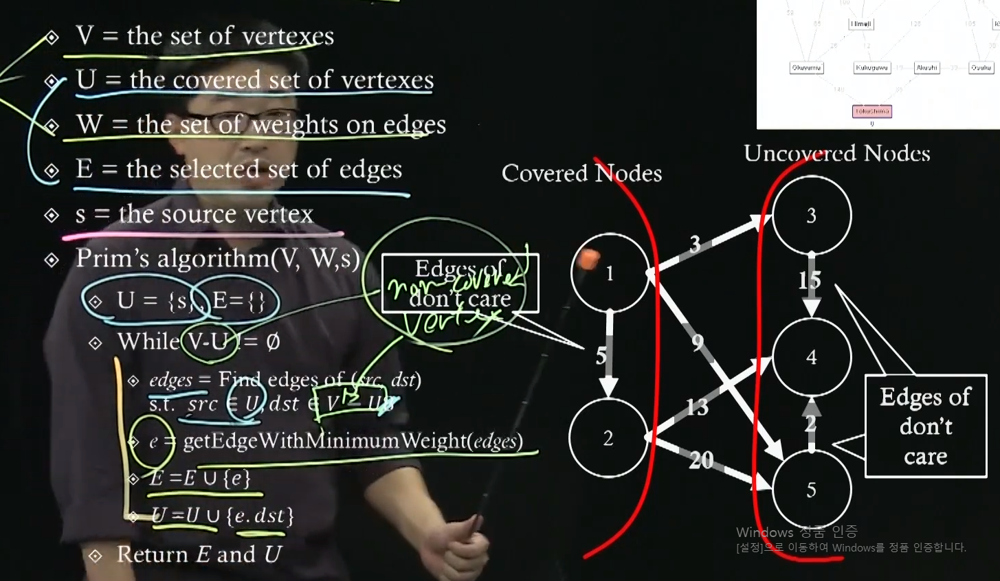 V = the set of vertexes
U = the covered set of vertexes
W = the set of weights on edges
E = the selected set of edges
s = the source vertex
Prim's algorithm(V, W,s)
U = {s}, E={}
While V-U != Ø
edges = Find edges of (src, dst)
s.t. src ∈ U, dst ∈ V – U
e = getEdgeWithMinimumWeight(edges)
E =E ∪ {e}
U =U ∪ {e.dst}
Return E and U
Edges of
don't care
non-covered
vertex
Covered Nodes
Uncovered Nodes
1
2
3
4
5
3
5
9
13
20
15
2
Edges of
don't
care
Himeji
Okayama
Kakogawa
Akashi
Osaka
140
Tokushima
0
Windows 정품 인증
[설정]으로 이동하여 Windows를 정품 인증합니다.